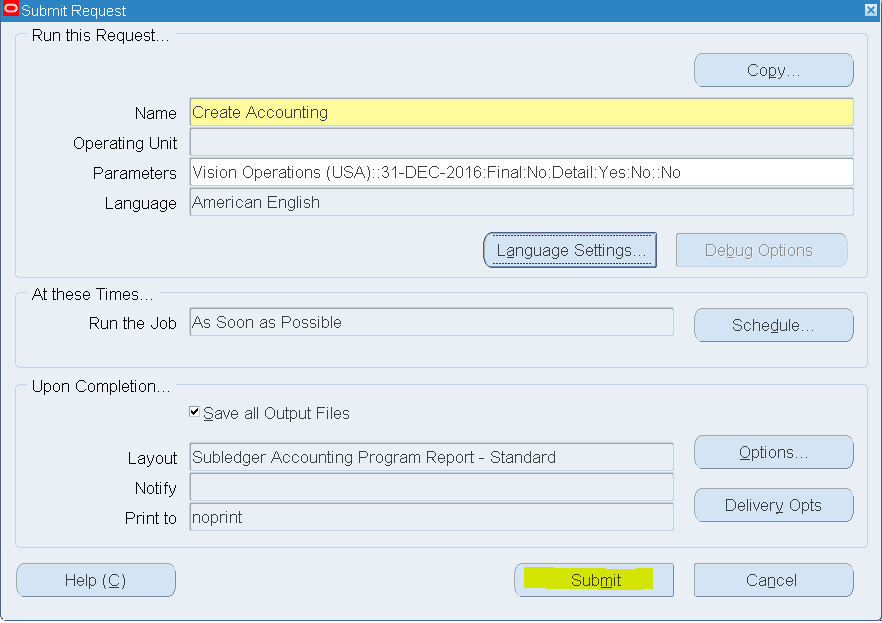 Submit Request
Run this Request...
Copy...
Name Create Accounting
Operating Unit
Parameters Vision Operations (USA)::31-DEC-2016:Final:No:Detail:Yes:No::No
Language American English
Language Settings... Debug Options
At these Times...
Run the Job As Soon as Possible Schedule...
Upon Completion...
Save all Output Files
Layout Subledger Accounting Program Report - Standard Options...
Notify
Delivery Opts
Print to noprint
Help (C) Submit Cancel